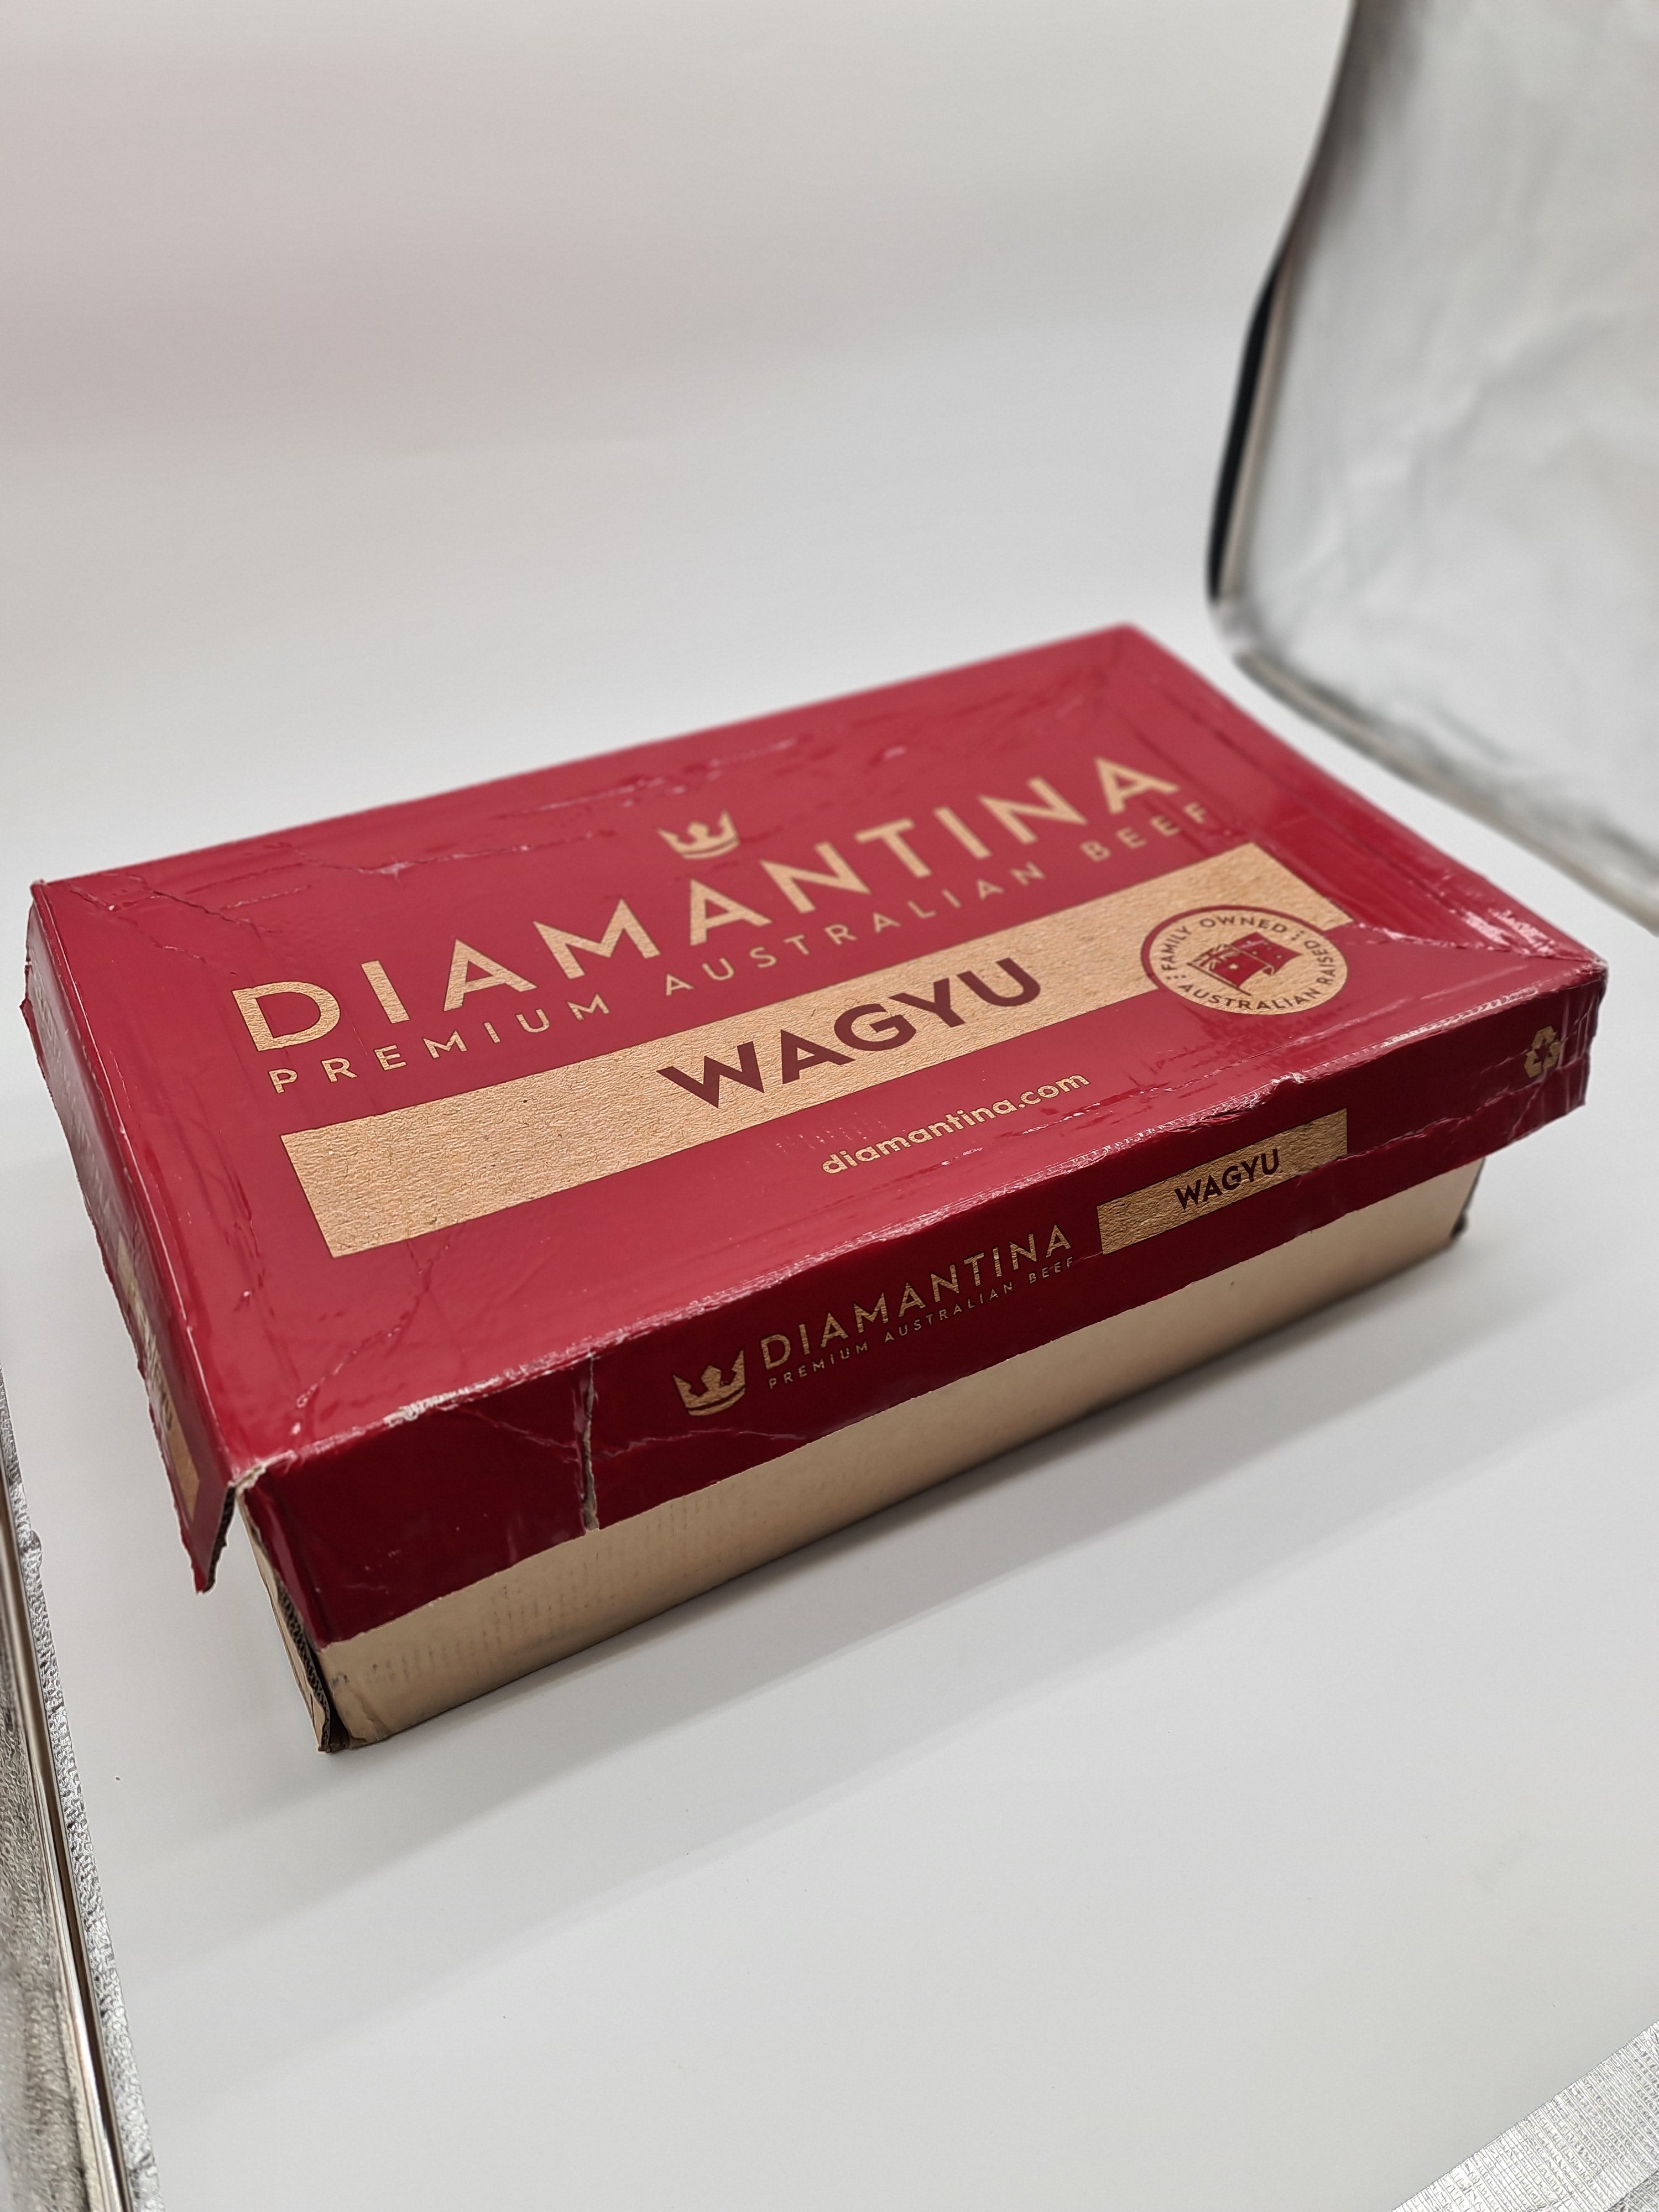 DIAMANTINA
PREMIUM AUSTRALIAN BEEF
WAGYU
FAMILY OWNED
AUSTRALIAN RAISED
diamantina.com
DIAMANTINA
PREMIUM AUSTRALIAN BEEF
WAGYU